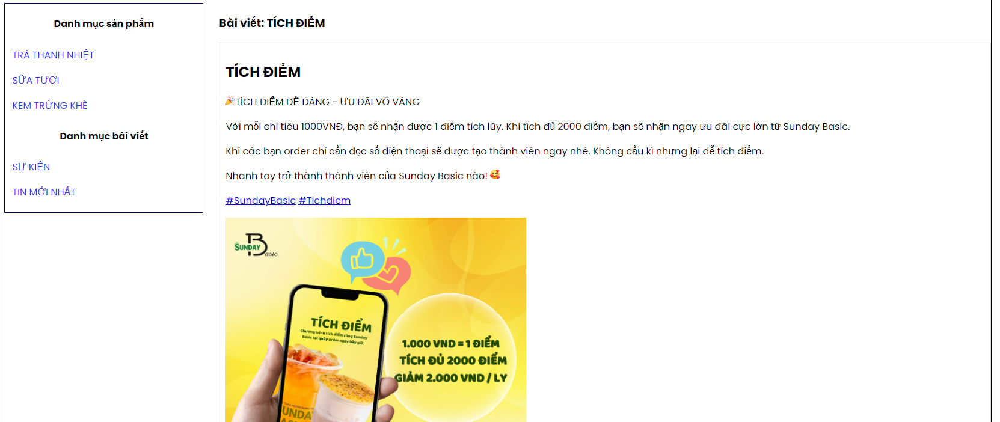 Danh mục sản phẩm
TRÀ THANH NHIỆT
SỮA TƯƠI
KEM TRỨNG KHÈ
Danh mục bài viết
SỰ KIỆN
TIN MỚI NHẤT
Bài viết: TÍCH ĐIỂM
TÍCH ĐIỂM
🎉TÍCH ĐIỂM DỄ DÀNG - ƯU ĐÃI VÔ VÀNG
Với mỗi chi tiêu 1000VNĐ, bạn sẽ nhận được 1 điểm tích lũy. Khi tích đủ 2000 điểm, bạn sẽ nhận ngay ưu đãi cực lớn từ Sunday Basic.
Khi các bạn order chỉ cần đọc số điện thoại sẽ được tạo thành viên ngay nhé. Không cầu kì nhưng lại dễ tích điểm.
Nhanh tay trở thành thành viên của Sunday Basic nào! 🥰
#SundayBasic #Tichdiem
SUNDAY Basic
TÍCH ĐIỂM
Chương trình tích điểm cùng Sunday
Basic tại quầy order ngay bây giờ.
1.000 VND = 1 ĐIỂM
TÍCH ĐỦ 2000 ĐIỂM
GIẢM 2.000 VND / LY